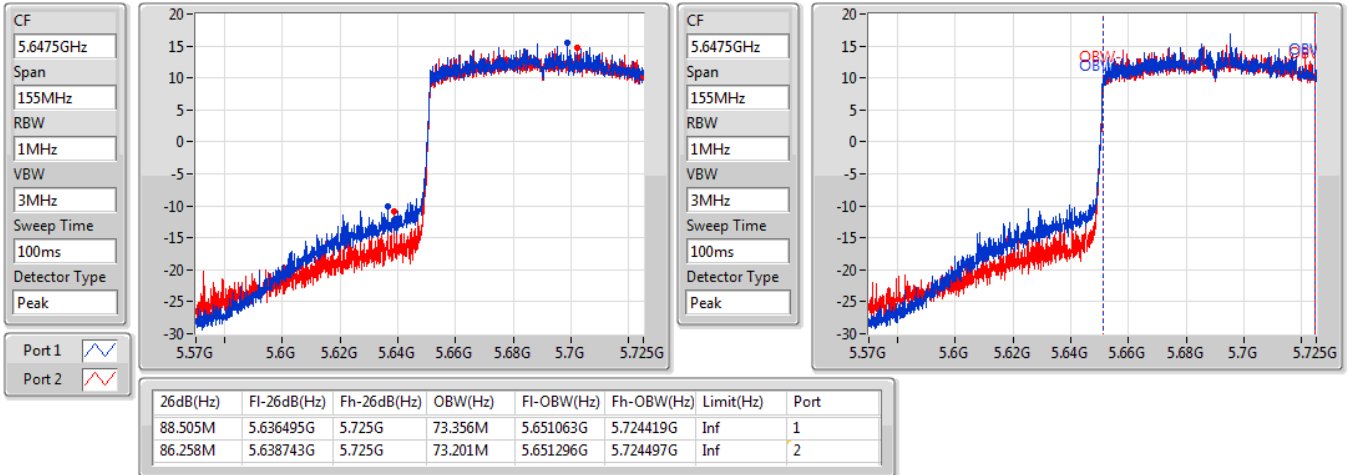 CF
5.6475GHz
Span
155MHz
RBW
1MHz
VBW
3MHz
Sweep Time
100ms
Detector Type
Peak
Port 1
Port 2
20
15
10
5
0
-5
-10
-15
-20
-25
-30
5.57G 5.6G 5.62G 5.64G 5.66G 5.68G 5.7G 5.725G
CF
5.6475GHz
Span
155MHz
RBW
1MHz
VBW
3MHz
Sweep Time
100ms
Detector Type
Peak
20
15
10
5
0
-5
-10
-15
-20
-25
-30
OBW
OBW
OBW
5.57G 5.6G 5.62G 5.64G 5.66G 5.68G 5.7G 5.725G
26dB(Hz) Fl-26dB(Hz) Fh-26dB(Hz) OBW(Hz) Fl-OBW(Hz) Fh-OBW(Hz) Limit(Hz) Port
88.505M 5.636495G 5.725G 73.356M 5.651063G 5.724419G Inf 1
86.258M 5.638743G 5.725G 73.201M 5.651296G 5.724497G Inf 2